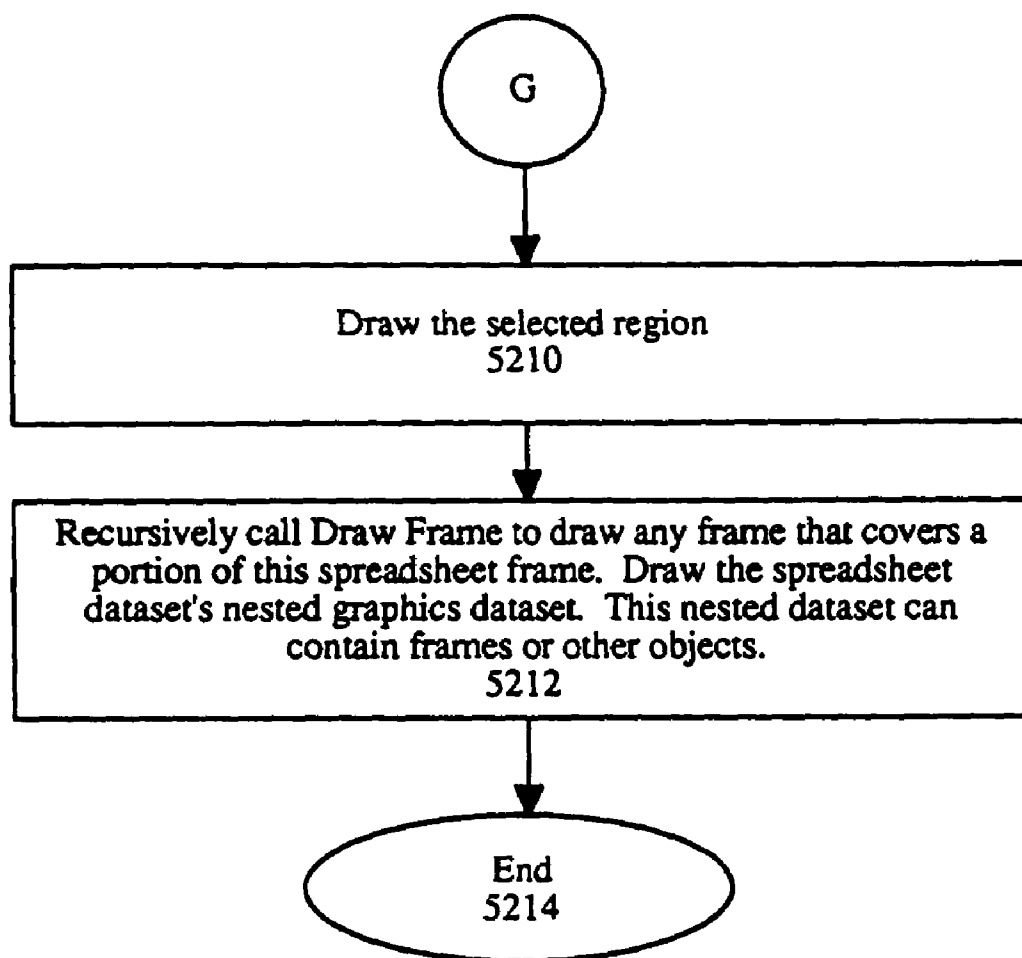 G
Draw the selected region
5210
Recursively call Draw Frame to draw any frame that covers a
portion of this spreadsheet frame. Draw the spreadsheet
dataset's nested graphics dataset. This nested dataset can
contain frames or other objects.
5212
End
5214